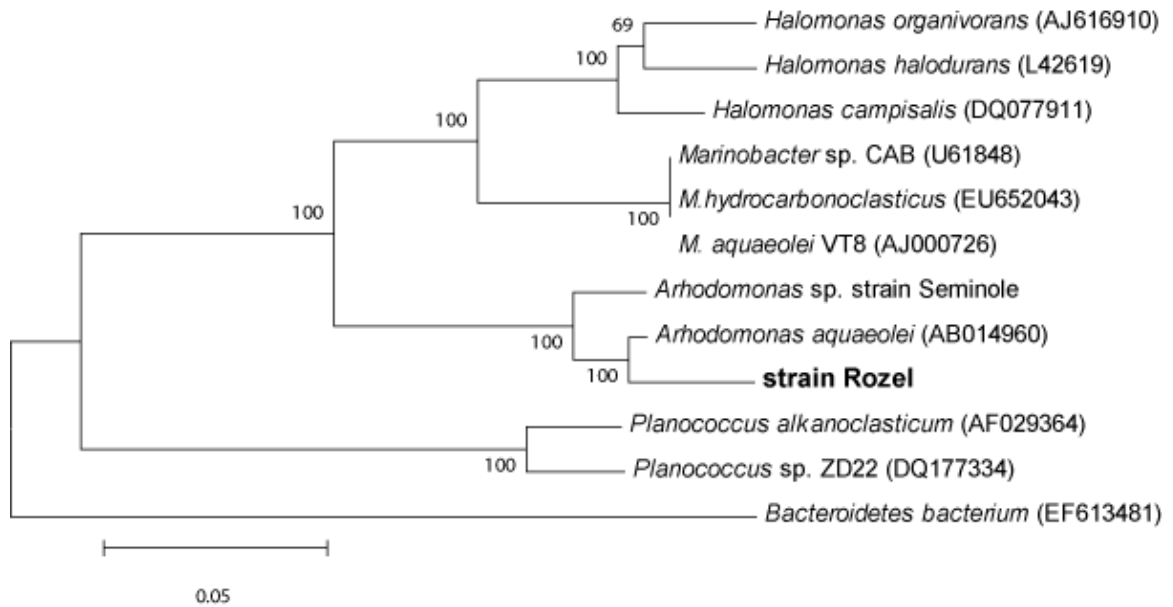 Halomonas organivorans (AJ616910)
69
100
Halomonas halodurans (L42619)
Halomonas campisalis (DQ077911)
100
Marinobacter sp. CAB (U61848)
M.hydrocarbonoclasticus (EU652043)
100
100
M. aquaeolei VT8 (AJ000726)
Arhodomonas sp. strain Seminole
Arhodomonas aquaeolei (AB014960)
100
100
strain Rozel
Planococcus alkanoclasticum (AF029364)
100
Planococcus sp. ZD22 (DQ177334)
Bacteroidetes bacterium (EF613481)
0.05